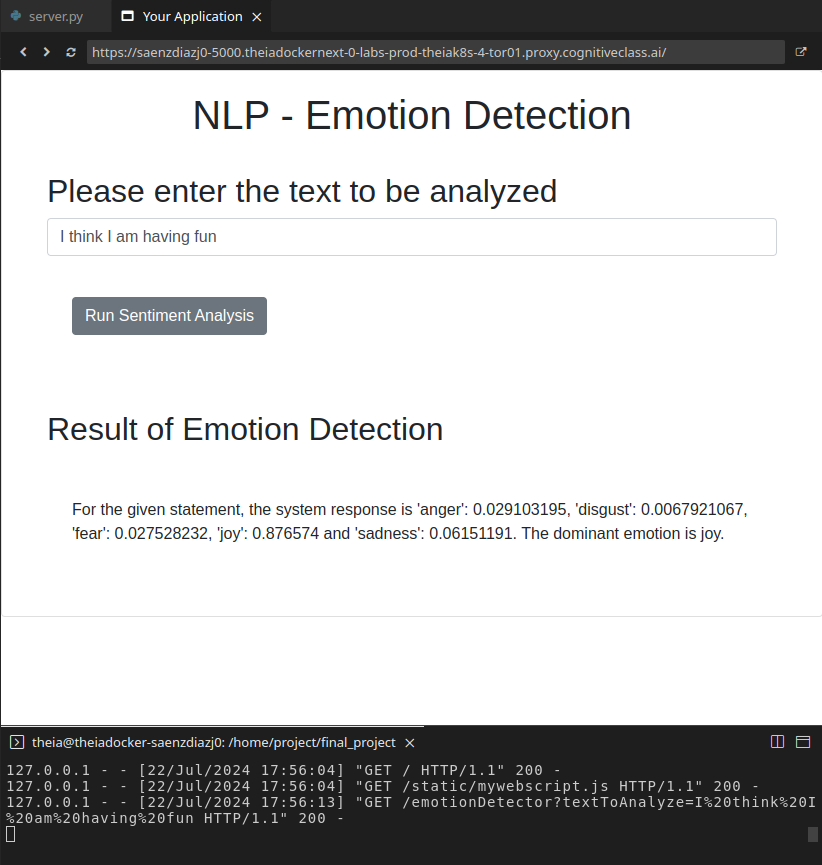 server.py
Your Application
https://saenzdiazj0-5000.theiadockernext-0-labs-prod-theiak8s-4-tor01.proxy.cognitiveclass.ai/
NLP - Emotion Detection
Please enter the text to be analyzed
I think I am having fun
Run Sentiment Analysis
Result of Emotion Detection
For the given statement, the system response is 'anger': 0.029103195, 'disgust': 0.0067921067,
'fear': 0.027528232, 'joy': 0.876574 and 'sadness': 0.06151191. The dominant emotion is joy.
theia@theiadocker-saenzdiazj0: /home/project/final_project
127.0.0.1 - - [22/Jul/2024 17:56:04] "GET / HTTP/1.1" 200 -
127.0.0.1 - - [22/Jul/2024 17:56:04] "GET /static/mywebscript.js HTTP/1.1" 200 -
127.0.0.1 - - [22/Jul/2024 17:56:13] "GET /emotionDetector?textToAnalyze=I%20think%20I
%20am%20having%20fun HTTP/1.1" 200 -